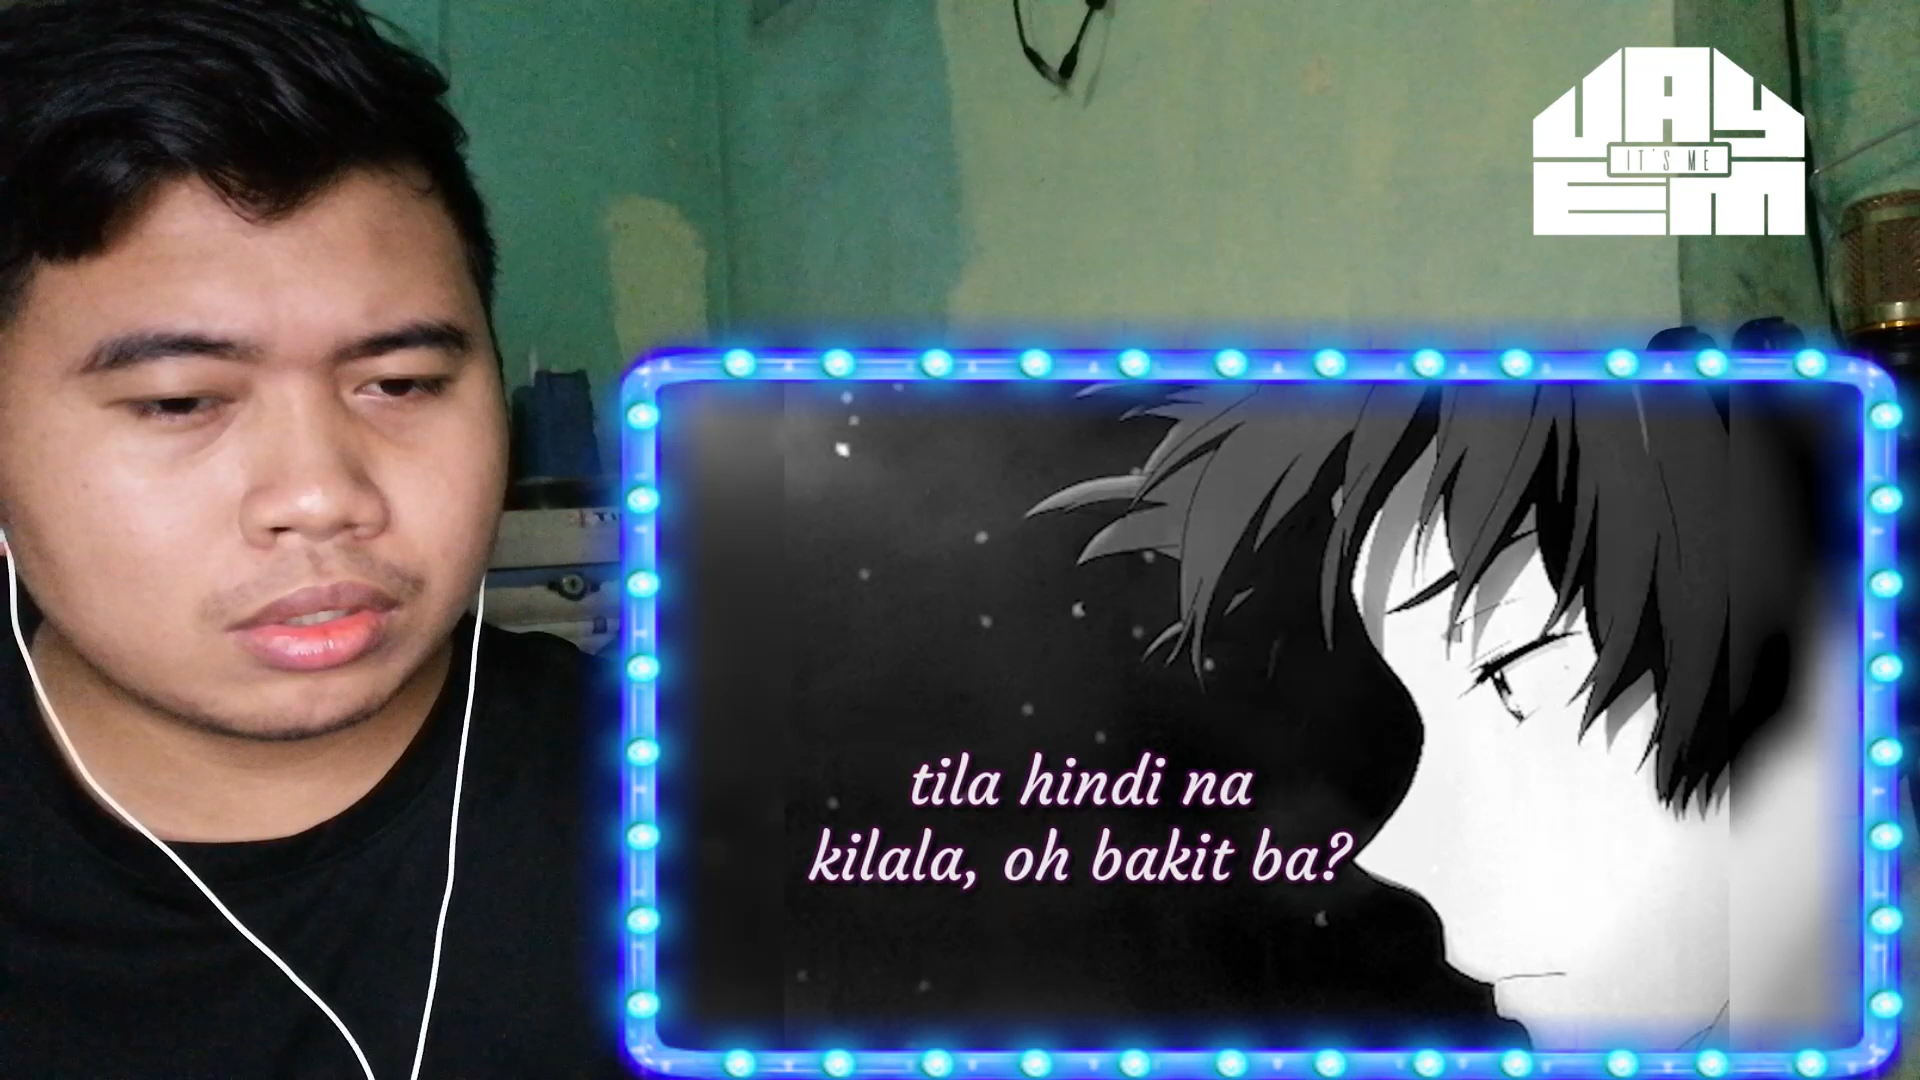 JAY
IT'S ME
EM
tila hindi na
kilala, oh bakit ba?